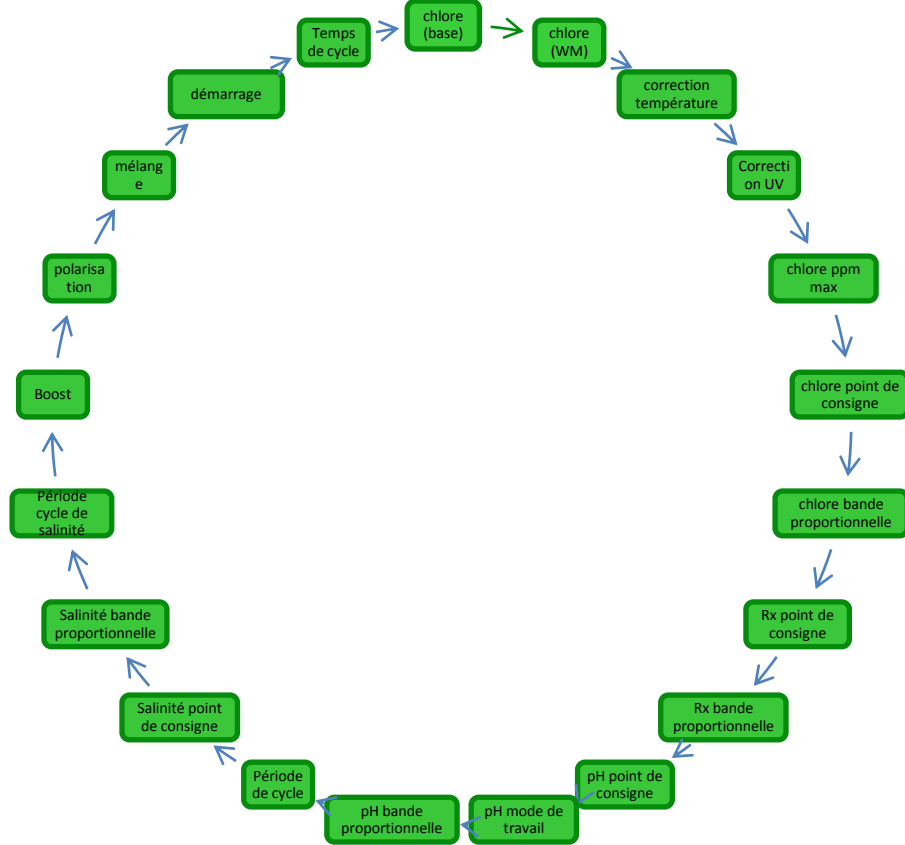 chlore
(base)
chlore
(WM)
correction
température
Correcti
on UV
chlore ppm
max
chlore point de
consigne
chlore bande
proportionnelle
Rx point de
consigne
Rx bande
proportionnelle
pH point de
consigne
pH mode de
travail
pH bande
proportionnelle
Période
de cycle
Salinité point
de consigne
Salinité bande
proportionnelle
Période
cycle de
salinité
Boost
polarisa
tion
mélang
e
démarrage
Temps
de cycle